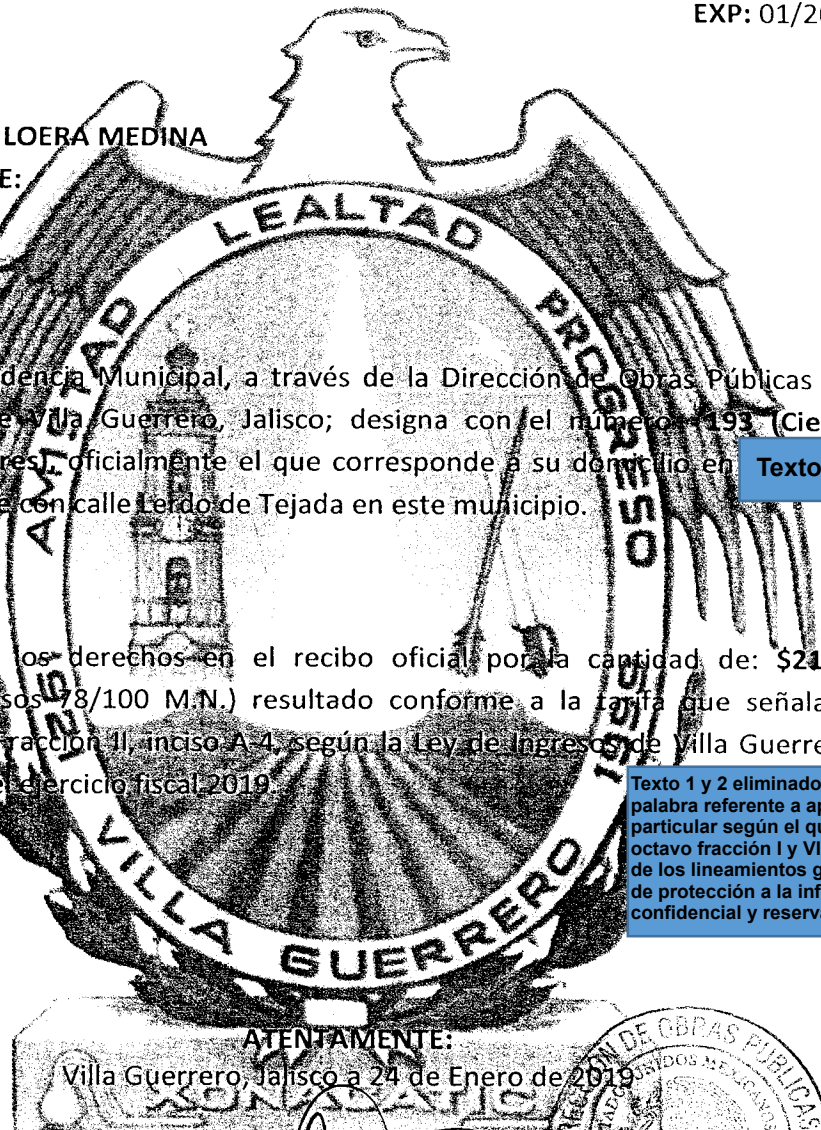 EXP: 01/20
LOERA MEDINA
E:
LEALTAD
AMISTAD
PROGRESO
dencia Municipal, a través de la Dirección de Obras Públicas
e Villa Guerrero, Jalisco; designa con el número 193 (Cie
res), oficialmente el que corresponde a su domicilio en Texto
e con calle Lerdo de Tejada en este municipio.
los derechos en el recibo oficial por la cantidad de: $21
sos 78/100 M.N.) resultado conforme a la tarifa que señala
racción II, inciso A-4, según la Ley de Ingresos de Villa Guerre
el ejercicio fiscal 2019.
Texto 1 y 2 eliminado
palabra referente a ap
particular según el qu
octavo fracción I y VI
de los lineamientos g
de protección a la inf
confidencial y reserva
VILLA GUERRERO
ATENTAMENTE:
Villa Guerrero, Jalisco a 24 de Enero de 2019
DE OBRAS PUBLICAS
UNIDOS MEXICANOS